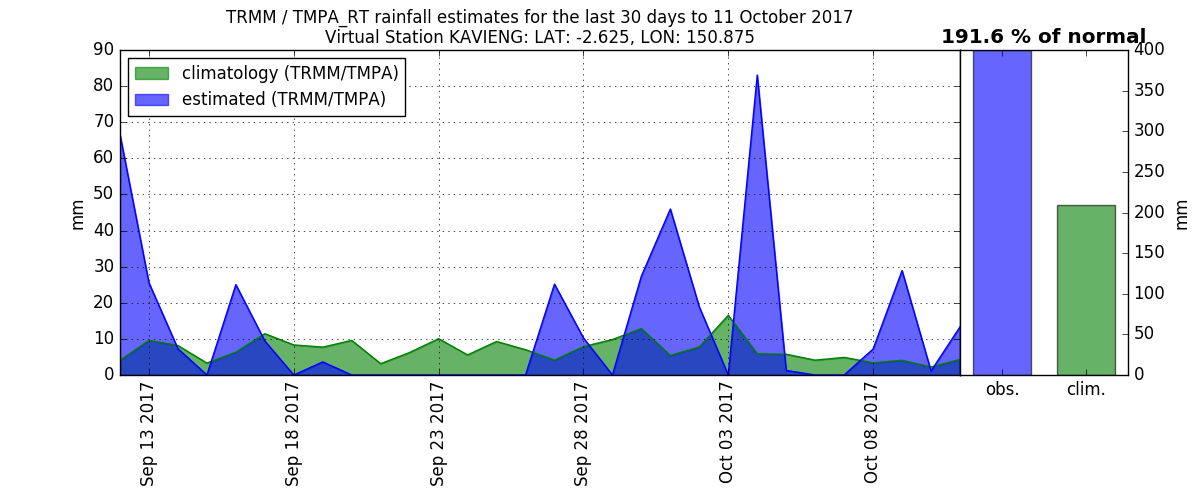 TRMM / TMPA_RT rainfall estimates for the last 30 days to 11 October 2017
Virtual Station KAVIENG: LAT: -2.625, LON: 150.875
191.6 % of normal
climatology (TRMM/TMPA)
estimated (TRMM/TMPA)
mm
90
80
70
60
50
40
30
20
10
0
Sep 13 2017
Sep 18 2017
Sep 23 2017
Sep 28 2017
Oct 03 2017
Oct 08 2017
obs.
clim.
400
350
300
250
200
150
100
50
0
mm